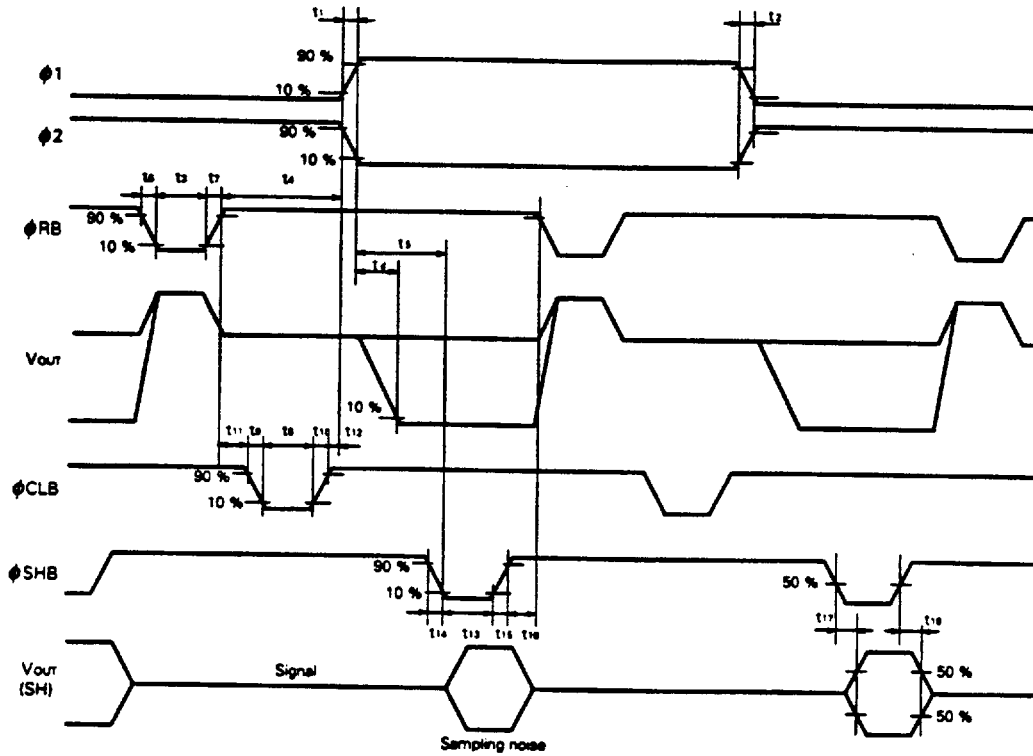 t1 t2
90 %
ϕ1
10 %
ϕ2
90 %
10 %
t6 t3 t7 t4
ϕRB
90 %
10 %
t5
td
VOUT
10 %
t11 t9 t8 t10 t12
ϕCLB
90 %
10 %
ϕSHB
90 %
10 %
50 %
t14 t13 t15 t16
t17 t18
VOUT
(SH)
Signal
50 %
50 %
Sampling noise